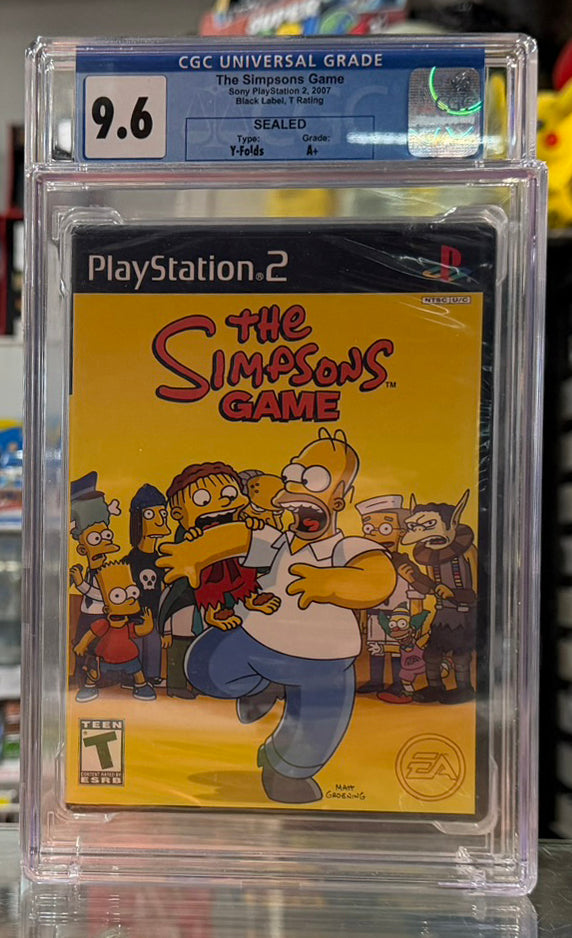 CGC UNIVERSAL GRADE
9.6
The Simpsons Game
Sony PlayStation 2, 2007
Black Label, T Rating
SEALED
Type: Grade:
Y-Folds A+
PlayStation®2
NTSC U/C
THE
SIMPSONS™
GAME
TEEN
T
CONTENT RATED BY
ESRB
EA
MATT
GROENING